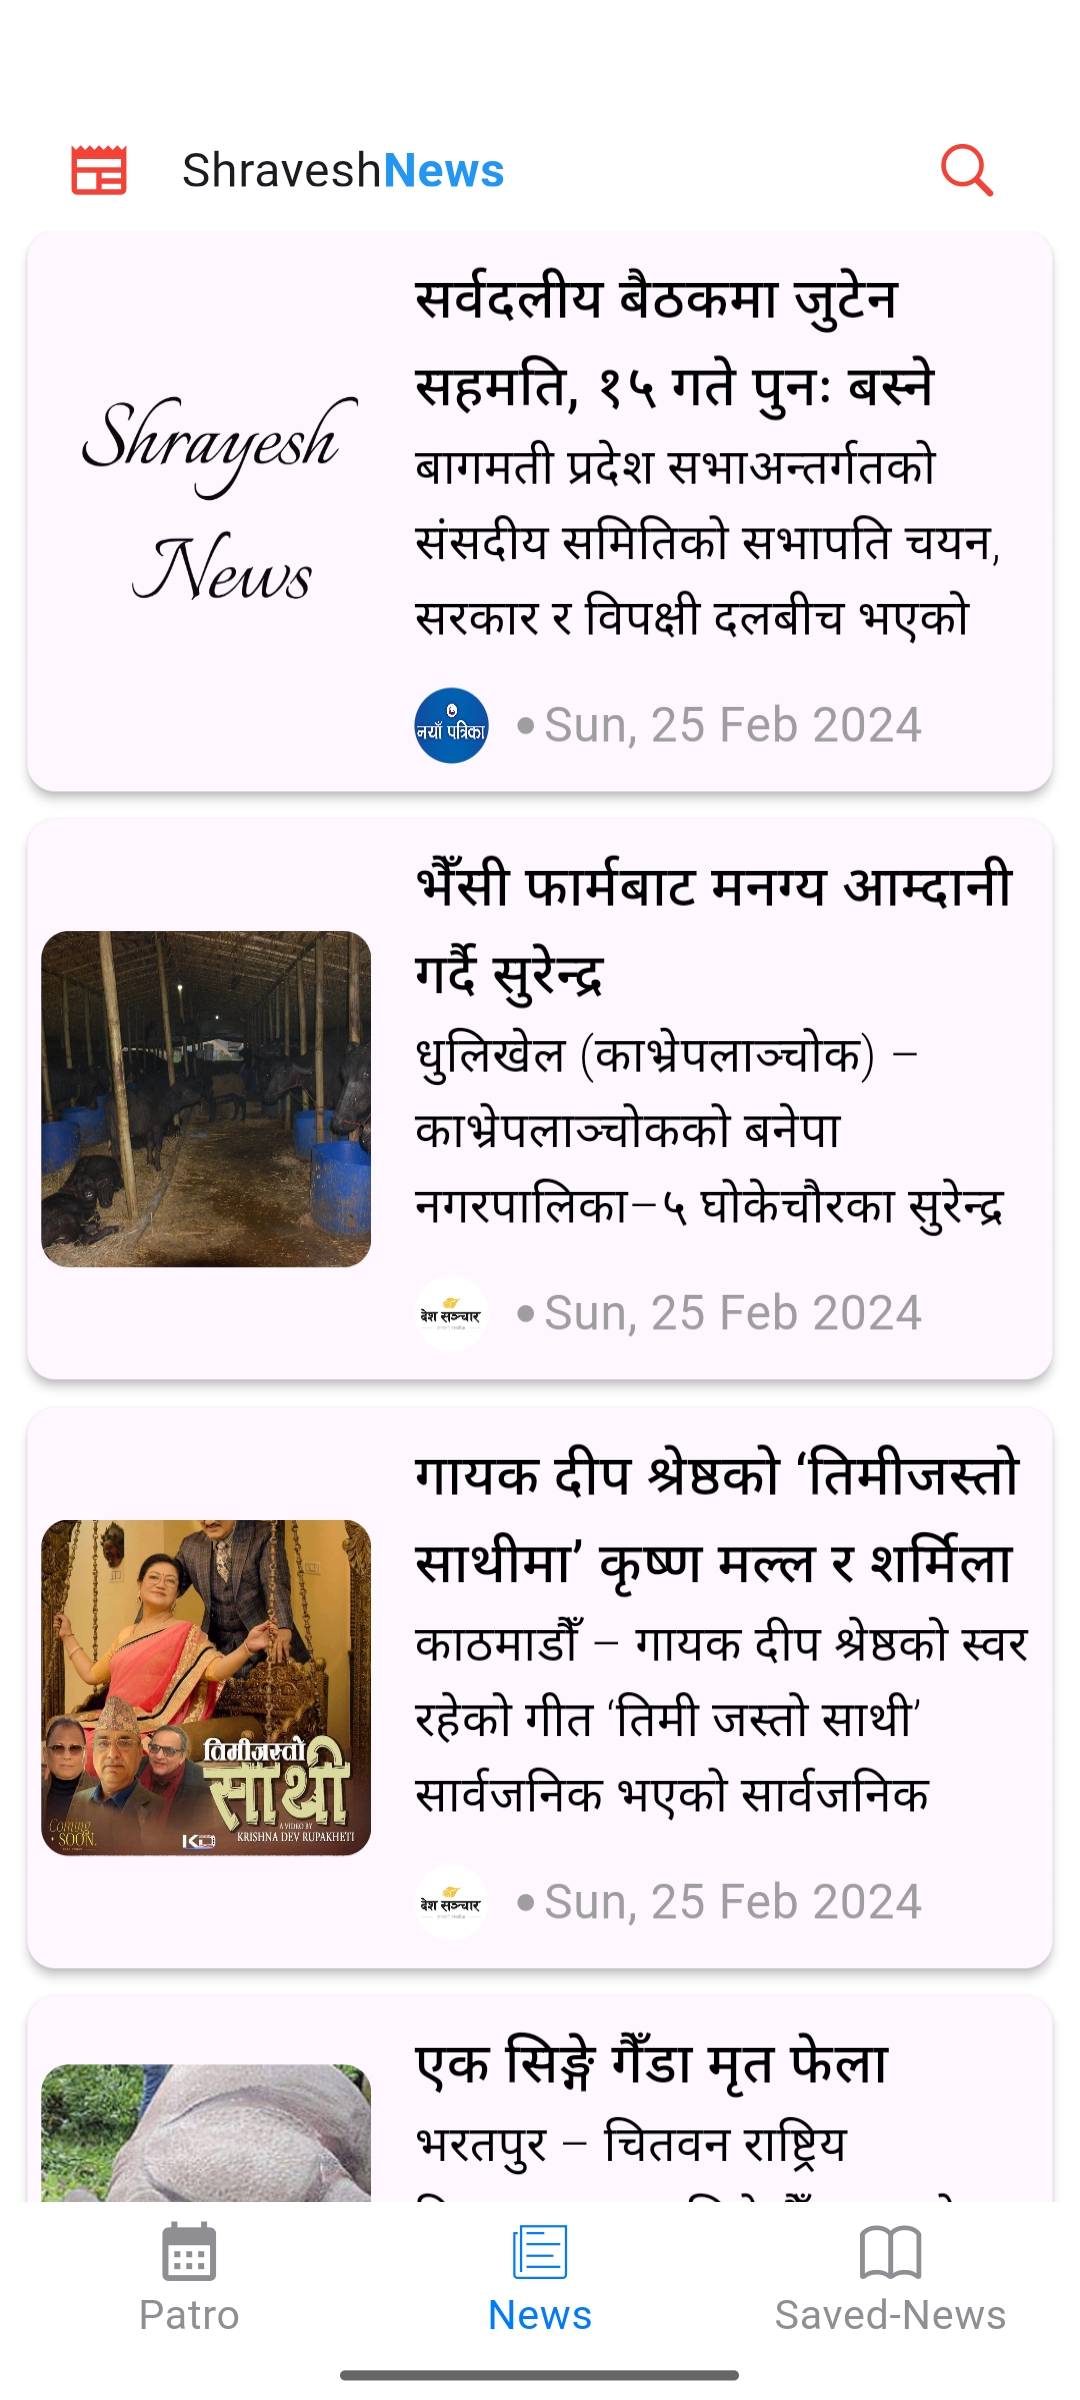 ShraveshNews
सर्वदलीय बैठकमा जुटेन
सहमति, १५ गते पुनः बस्ने
Shrayesh
News
बागमती प्रदेश सभाअन्तर्गतको
संसदीय समितिको सभापति चयन,
सरकार र विपक्षी दलबीच भएको
नयाँ पत्रिका
•Sun, 25 Feb 2024
भैँसी फार्मबाट मनग्य आम्दानी
गर्दै सुरेन्द्र
धुलिखेल (काभ्रेपलाञ्चोक) –
काभ्रेपलाञ्चोकको बनेपा
नगरपालिका–५ घोकेचौरका सुरेन्द्र
देश सञ्चार
•Sun, 25 Feb 2024
गायक दीप श्रेष्ठको ‘तिमीजस्तो
साथीमा’ कृष्ण मल्ल र शर्मिला
काठमाडौँ – गायक दीप श्रेष्ठको स्वर
रहेको गीत ‘तिमी जस्तो साथी’
सार्वजनिक भएको सार्वजनिक
तिमीजस्तो
साथी
A VIDEO BY
KRISHNA DEV RUPAKHETI
Coming
SOON
देश सञ्चार
•Sun, 25 Feb 2024
एक सिङ्गे गैँडा मृत फेला
भरतपुर – चितवन राष्ट्रिय
Patro
News
Saved-News